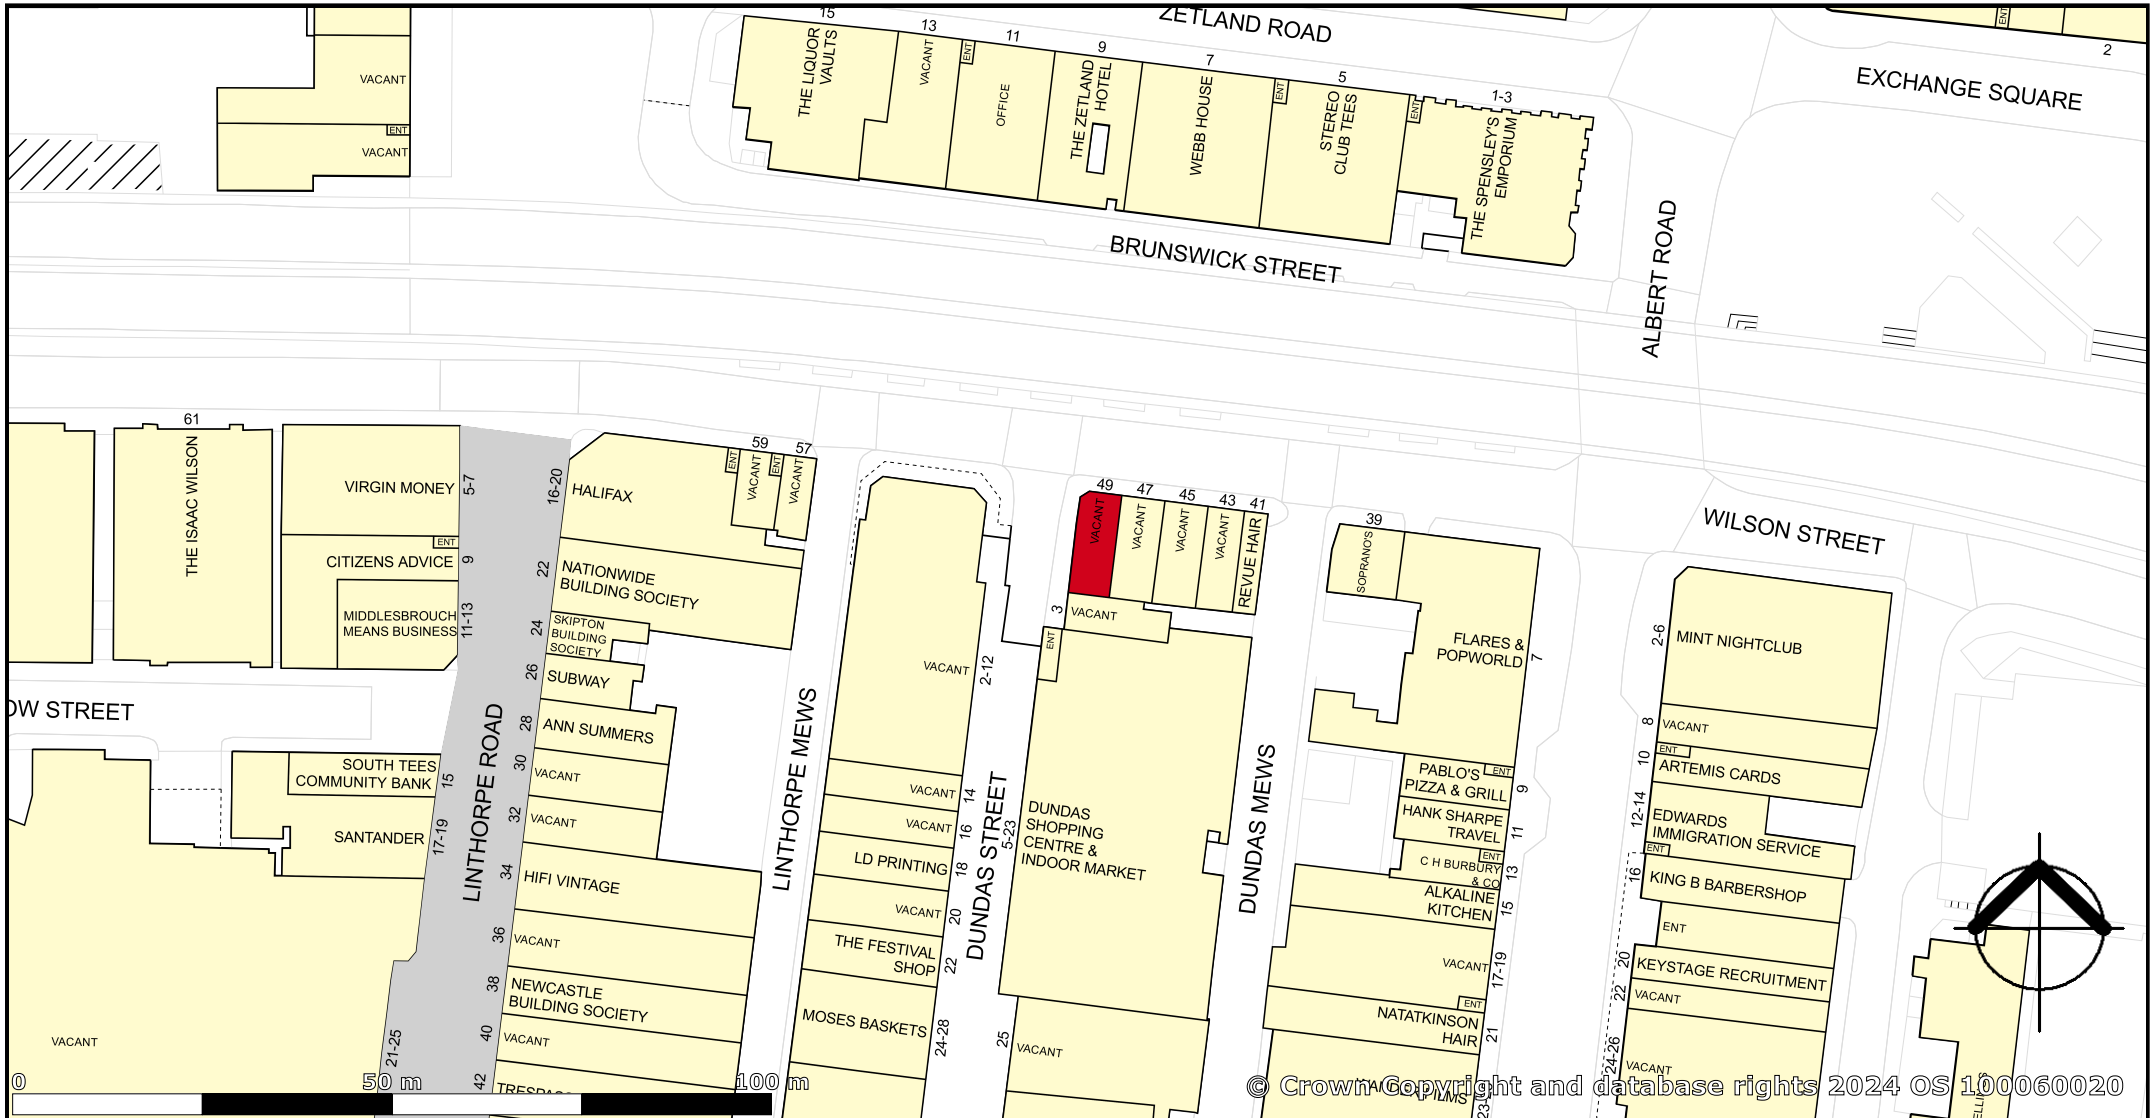 ZETLAND ROAD
15
13
11
9
7
5
1-3
2
ENT
EXCHANGE SQUARE
VACANT
ENT
VACANT
THE LIQUOR
VAULTS
VACANT
ENT
OFFICE
THE ZETLAND
HOTEL
WEBB HOUSE
ENT
STEREO
CLUB TEES
ENT
THE SPENSLEY'S
EMPORIUM
BRUNSWICK STREET
ALBERT ROAD
WILSON STREET
61
THE ISAAC WILSON
VIRGIN MONEY
5-7
ENT
CITIZENS ADVICE
9
MIDDLESBROUCH
MEANS BUSINESS
11-13
OW STREET
SOUTH TEES
COMMUNITY BANK
15
SANTANDER
17-19
VACANT
21-25
LINTHORPE ROAD
16-20
HALIFAX
59
57
ENT
VACANT
ENT
VACANT
22
NATIONWIDE
BUILDING SOCIETY
24
SKIPTON
BUILDING
SOCIETY
26
SUBWAY
28
ANN SUMMERS
30
VACANT
32
VACANT
34
HIFI VINTAGE
36
VACANT
38
NEWCASTLE
BUILDING SOCIETY
40
VACANT
42
LINTHORPE MEWS
VACANT
2-12
VACANT
14
VACANT
16
LD PRINTING
18
VACANT
20
THE FESTIVAL
SHOP
22
MOSES BASKETS
24-28
DUNDAS STREET
49
47
45
43
41
VACANT
VACANT
VACANT
VACANT
REVUE HAIR
3
VACANT
ENT
5-23
DUNDAS
SHOPPING
CENTRE &
INDOOR MARKET
25
VACANT
DUNDAS MEWS
39
SOPRANO'S
FLARES &
POPWORLD
7
ENT
PABLO'S
PIZZA & GRILL
9
HANK SHARPE
TRAVEL
11
ENT
C H BURBURY
& CO
13
ALKALINE
KITCHEN
15
VACANT
17-19
ENT
NATATKINSON
HAIR
21
2-6
MINT NIGHTCLUB
8
VACANT
10
ENT
ARTEMIS CARDS
12-14
EDWARDS
IMMIGRATION SERVICE
ENT
16
KING B BARBERSHOP
ENT
20
KEYSTAGE RECRUITMENT
22
VACANT
24-26
VACANT
0
50 m
100 m
© Crown Copyright and database rights 2024 OS 100060020